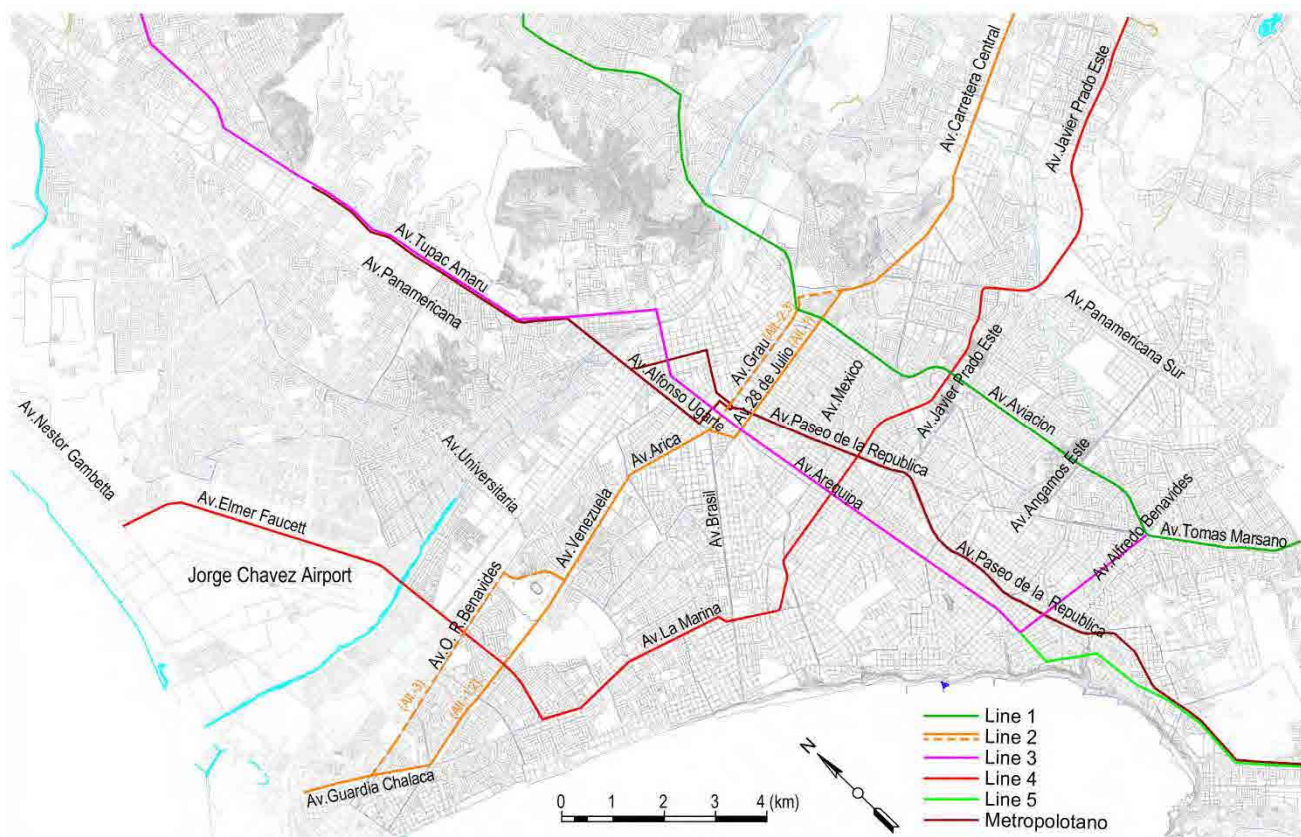 Av.Carretera Central
Av.Javier Prado Este
Av.Tupac Amaru
Av.Panamericana
Av.Panamericana Sur
Av.Grau
(Alt.-2,3)
Av.28 de Julio
(Alt.-1)
Av.Alfonso Ugarte
Av.Mexico
Av.Javier Prado Este
Av.Aviacion
Av.Nestor Gambetta
Av.Universitaria
Av.Arica
Av.Paseo de la Republica
Av.Arequipa
Av.Angamos Este
Av.Alfredo Benavides
Av.Elmer Faucett
Av.Venezuela
Av.Brasil
Av.Tomas Marsano
Jorge Chavez Airport
Av.O. R.Benavides
Av.La Marina
Av.Paseo de la Republica
(Alt.-3)
(Alt.-1,2)
Av.Guardia Chalaca
N
0 1 2 3 4 (km)
Line 1
Line 2
Line 3
Line 4
Line 5
Metropolotano